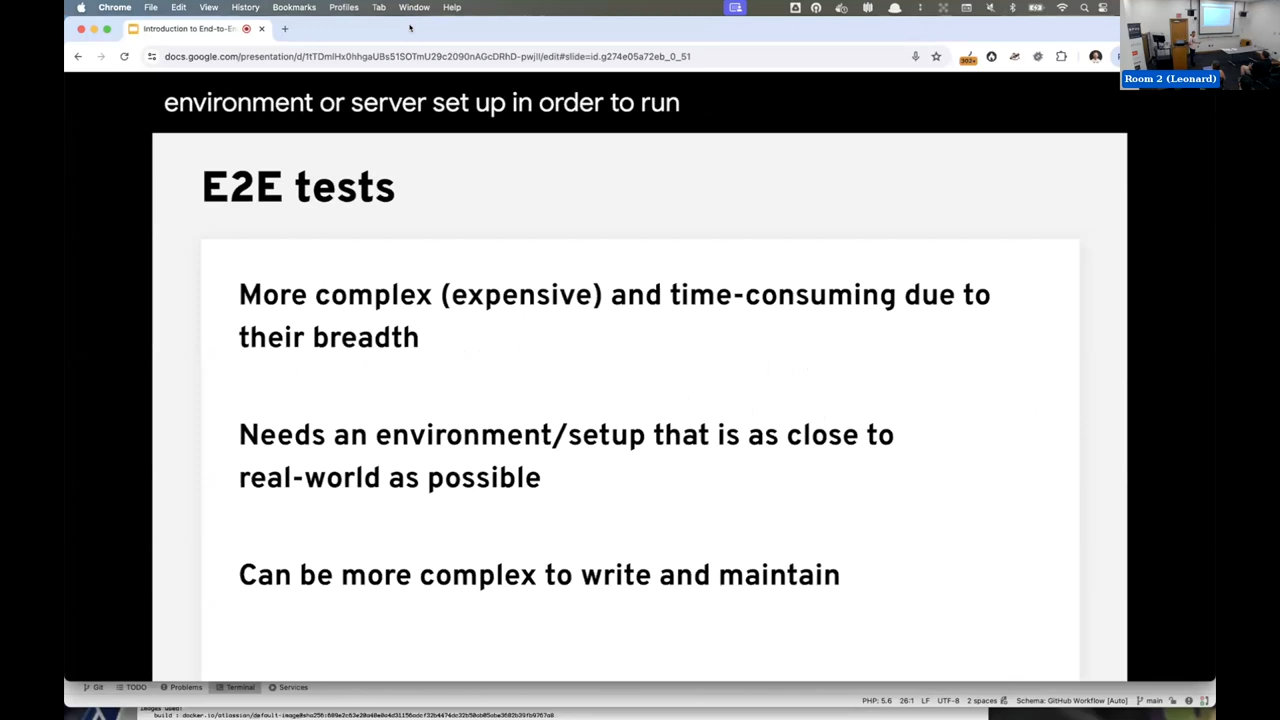 Chrome File Edit View History Bookmarks Profiles Tab Window Help
Introduction to End-to-En
docs.google.com/presentation/d/1tTDmlHx0hhgaUBs51SOTmU29c2090nAGcDRhD-pwjlI/edit#slide=id.g274e05a72eb_0_51
Room 2 (Leonard)
environment or server set up in order to run
E2E tests
More complex (expensive) and time-consuming due to
their breadth
Needs an environment/setup that is as close to
real-world as possible
Can be more complex to write and maintain
Git TODO Problems Terminal Services
PHP: 5.6 26:1 LF UTF-8 2 spaces Schema: GitHub Workflow [Auto] main